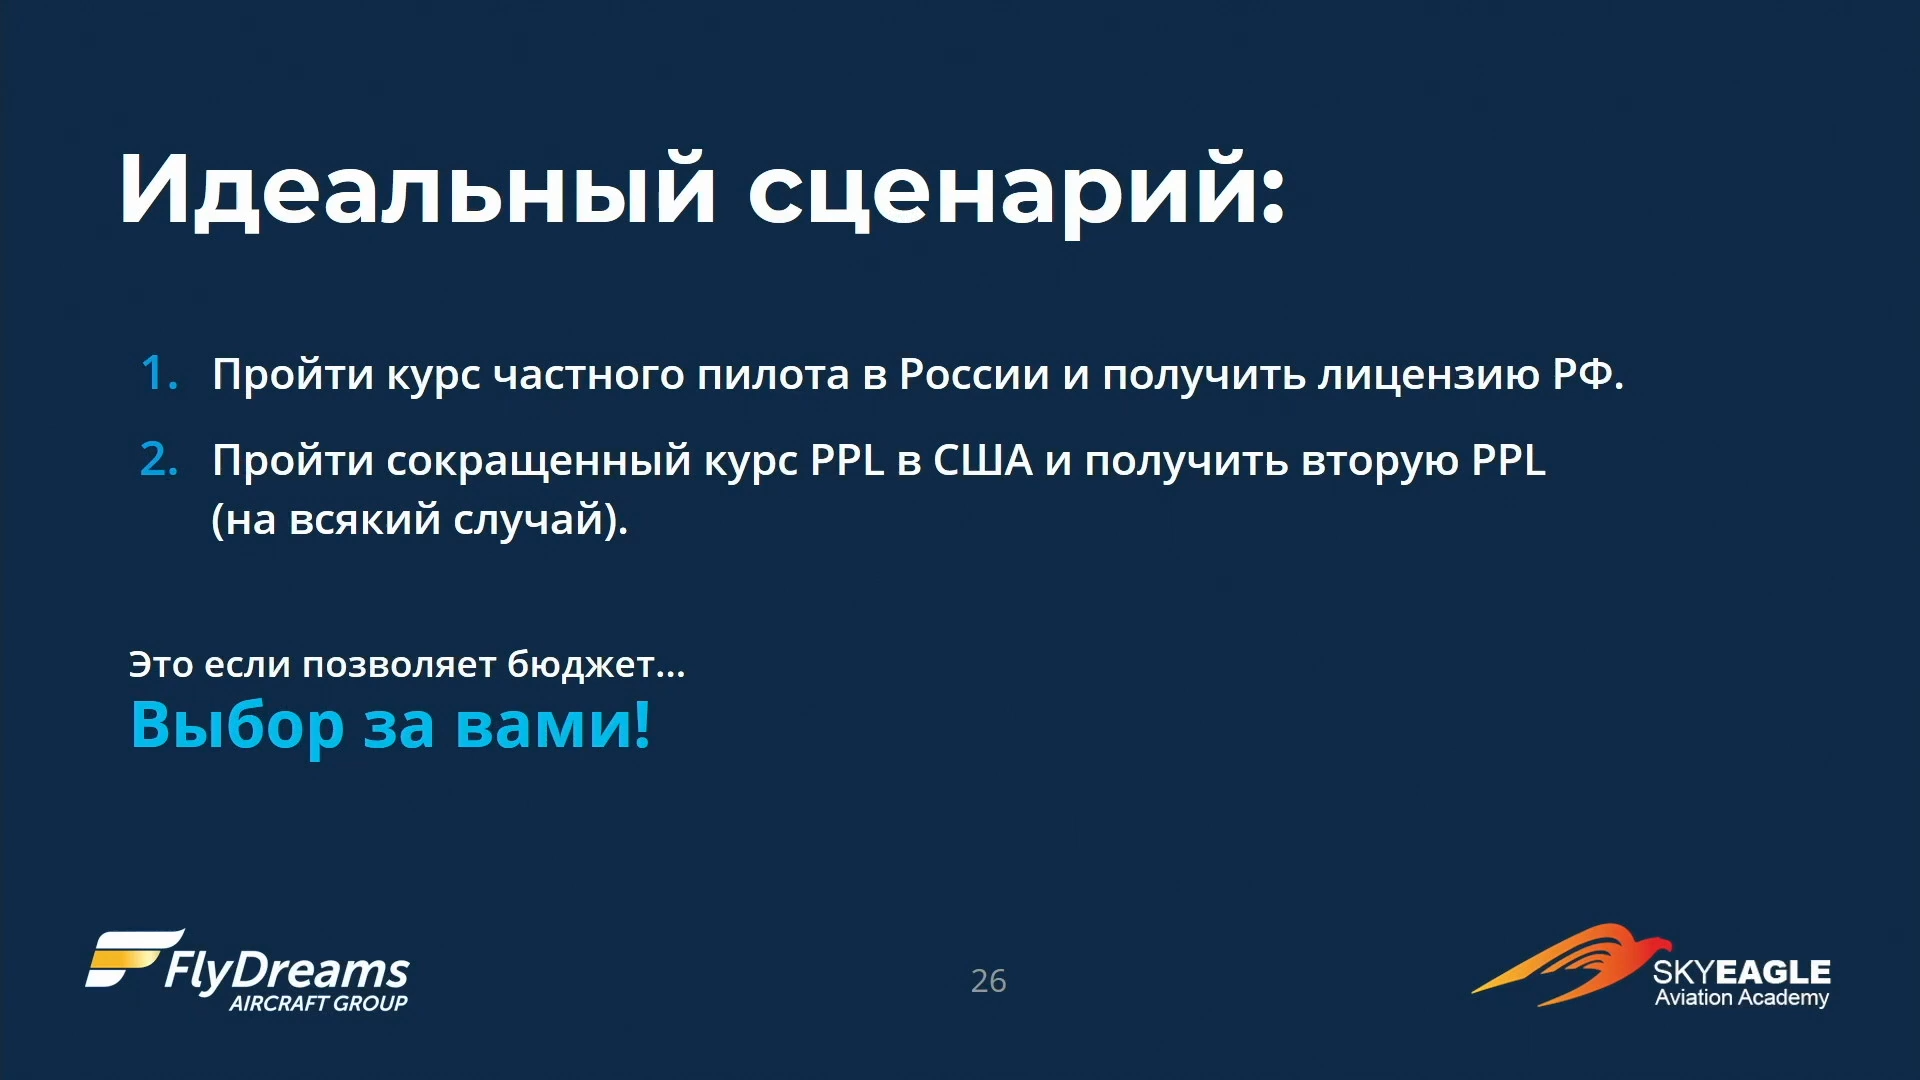 Идеальный сценарий:
1. Пройти курс частного пилота в России и получить лицензию РФ.
2. Пройти сокращенный курс PPL в США и получить вторую PPL
(на всякий случай).
Это если позволяет бюджет...
Выбор за вами!
FlyDreams
AIRCRAFT GROUP
26
SKYEAGLE
Aviation Academy